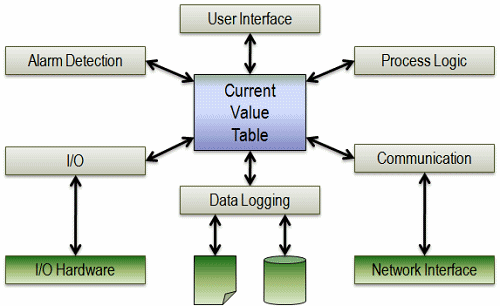 User Interface
Alarm Detection
Process Logic
Current
Value
Table
I/O
Communication
Data Logging
I/O Hardware
Network Interface